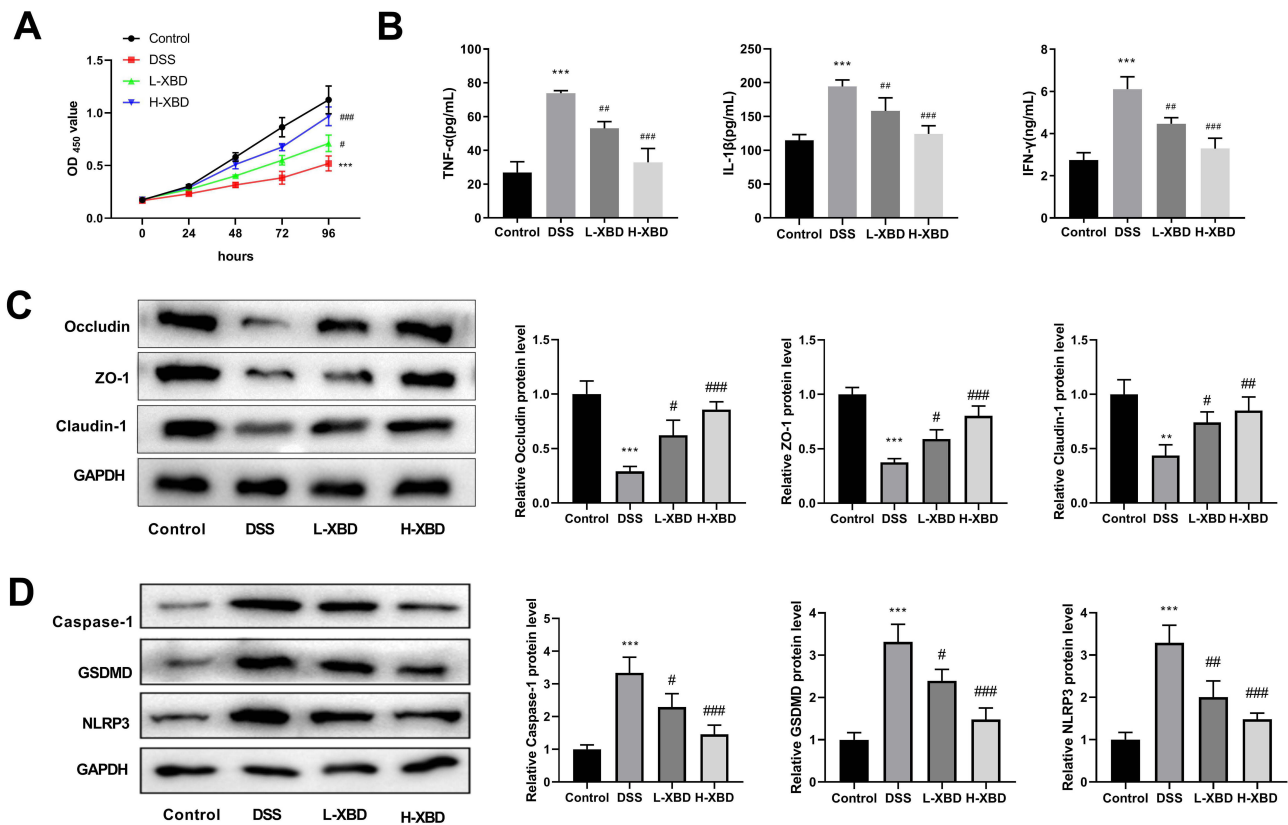 A
Control
DSS
L-XBD
H-XBD
OD 450 value
1.5
1.0
0.5
0.0
###
#
***
0 24 48 72 96
hours
B
TNF-α(pg/mL)
100
80
60
40
20
0
***
##
###
Control DSS L-XBD H-XBD
IL-1β(pg/mL)
250
200
150
100
50
0
***
##
###
Control DSS L-XBD H-XBD
IFN-γ(ng/mL)
8
6
4
2
0
***
##
###
Control DSS L-XBD H-XBD
C
Occludin
ZO-1
Claudin-1
GAPDH
Control DSS L-XBD H-XBD
Relative Occludin protein level
1.5
1.0
0.5
0.0
***
#
###
Control DSS L-XBD H-XBD
Relative ZO-1 protein level
1.5
1.0
0.5
0.0
***
#
###
Control DSS L-XBD H-XBD
Relative Claudin-1 protein level
1.5
1.0
0.5
0.0
**
#
##
Control DSS L-XBD H-XBD
D
Caspase-1
GSDMD
NLRP3
GAPDH
Control DSS L-XBD H-XBD
Relative Caspase-1 protein level
5
4
3
2
1
0
***
#
###
Control DSS L-XBD H-XBD
Relative GSDMD protein level
4
3
2
1
0
***
#
###
Control DSS L-XBD H-XBD
Relative NLRP3 protein level
4
3
2
1
0
***
##
###
Control DSS L-XBD H-XBD